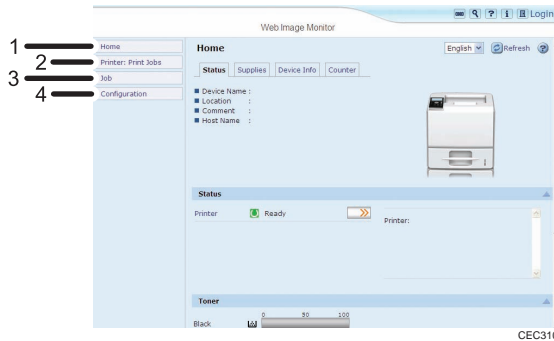 Login
Web Image Monitor
1 Home
2 Printer: Print Jobs
3 Job
4 Configuration
Home
English
Refresh
Status Supplies Device Info Counter
Device Name :
Location :
Comment :
Host Name :
Status
Printer Ready
Printer:
Toner
0 50 100
Black
CEC316